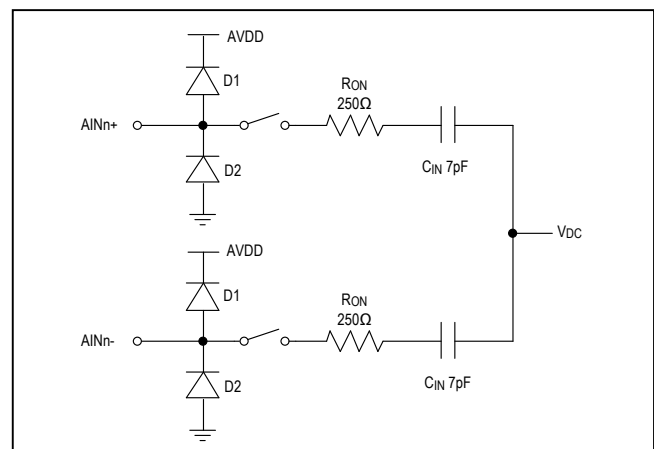 AVDD
D1
RON
250Ω
AINn+
D2
CIN 7pF
VDC
AVDD
D1
RON
250Ω
AINn-
D2
CIN 7pF